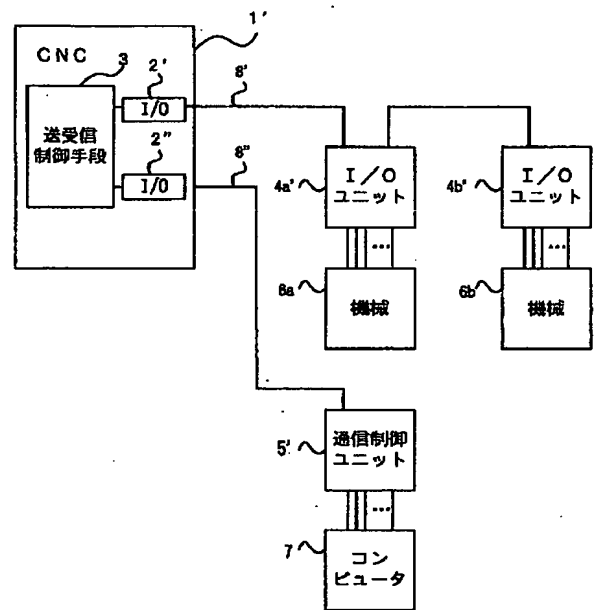 1'
CNC
3
2'
I/O
8'
送受信
制御手段
2"
I/O
8"
4a'
I/O
ユニット
4b'
I/O
ユニット
6a
機械
6b
機械
5'
通信制御
ユニット
7
コン
ピュータ